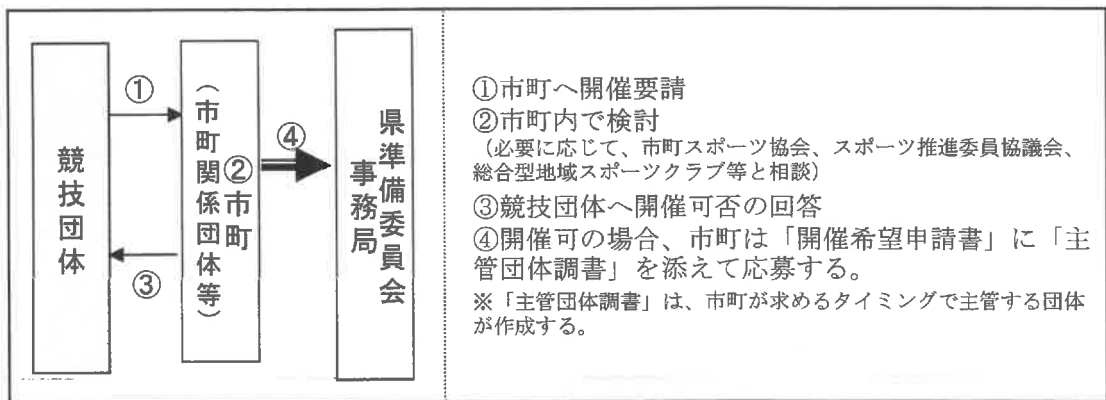 競技団体
①
③
②市町
（市町関係団体等）
④
県準備委員会
事務局
①市町へ開催要請
②市町内で検討
（必要に応じて、市町スポーツ協会、スポーツ推進委員協議会、
総合型地域スポーツクラブ等と相談）
③競技団体へ開催可否の回答
④開催可の場合、市町は「開催希望申請書」に「主
管団体調書」を添えて応募する。
※「主管団体調書」は、市町が求めるタイミングで主管する団体
が作成する。